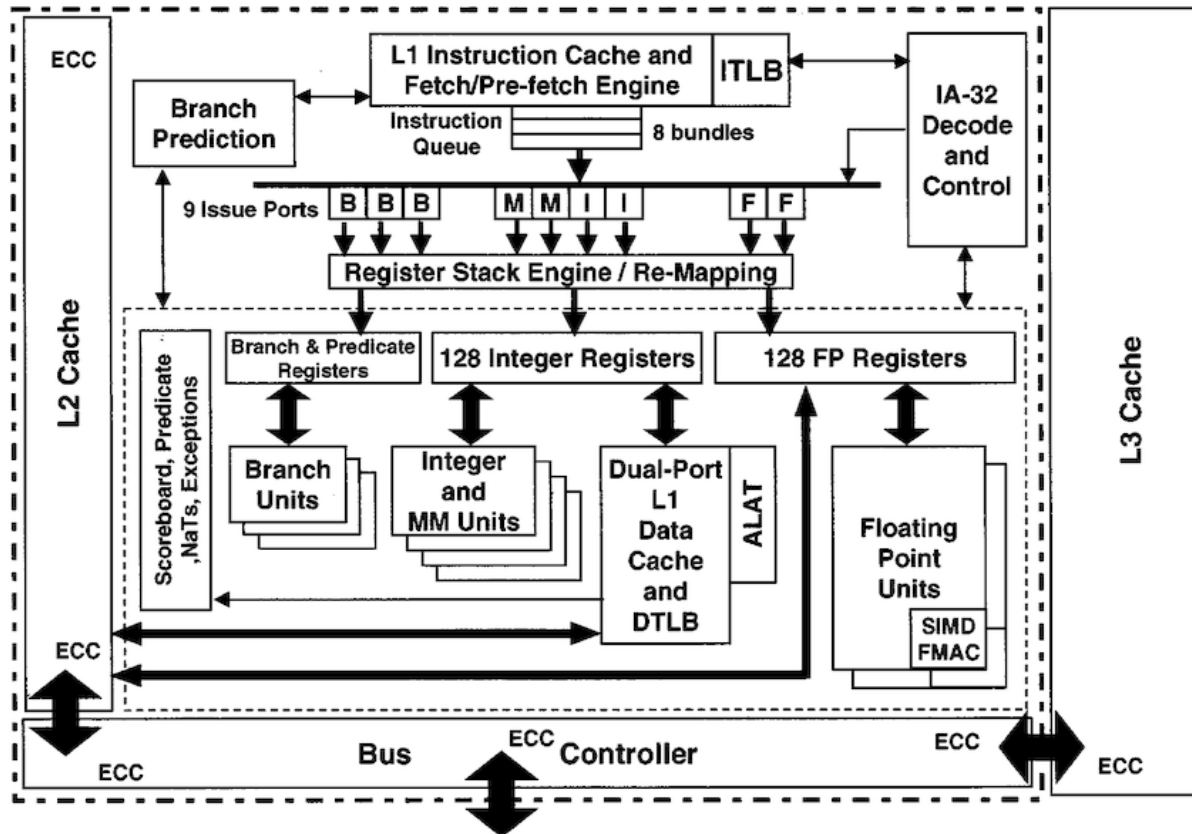 ECC
L1 Instruction Cache and
Fetch/Pre-fetch Engine
ITLB
IA-32
Decode
and
Control
Branch
Prediction
Instruction
Queue
8 bundles
9 Issue Ports
B B B M M I I F F
Register Stack Engine / Re-Mapping
L2 Cache
L3 Cache
Scoreboard, Predicate
,NaTs, Exceptions
Branch & Predicate
Registers
128 Integer Registers
128 FP Registers
Branch
Units
Integer
and
MM Units
Dual-Port
L1
Data
Cache
and
DTLB
ALAT
Floating
Point
Units
SIMD
FMAC
ECC
ECC
Bus Controller
ECC
ECC
ECC